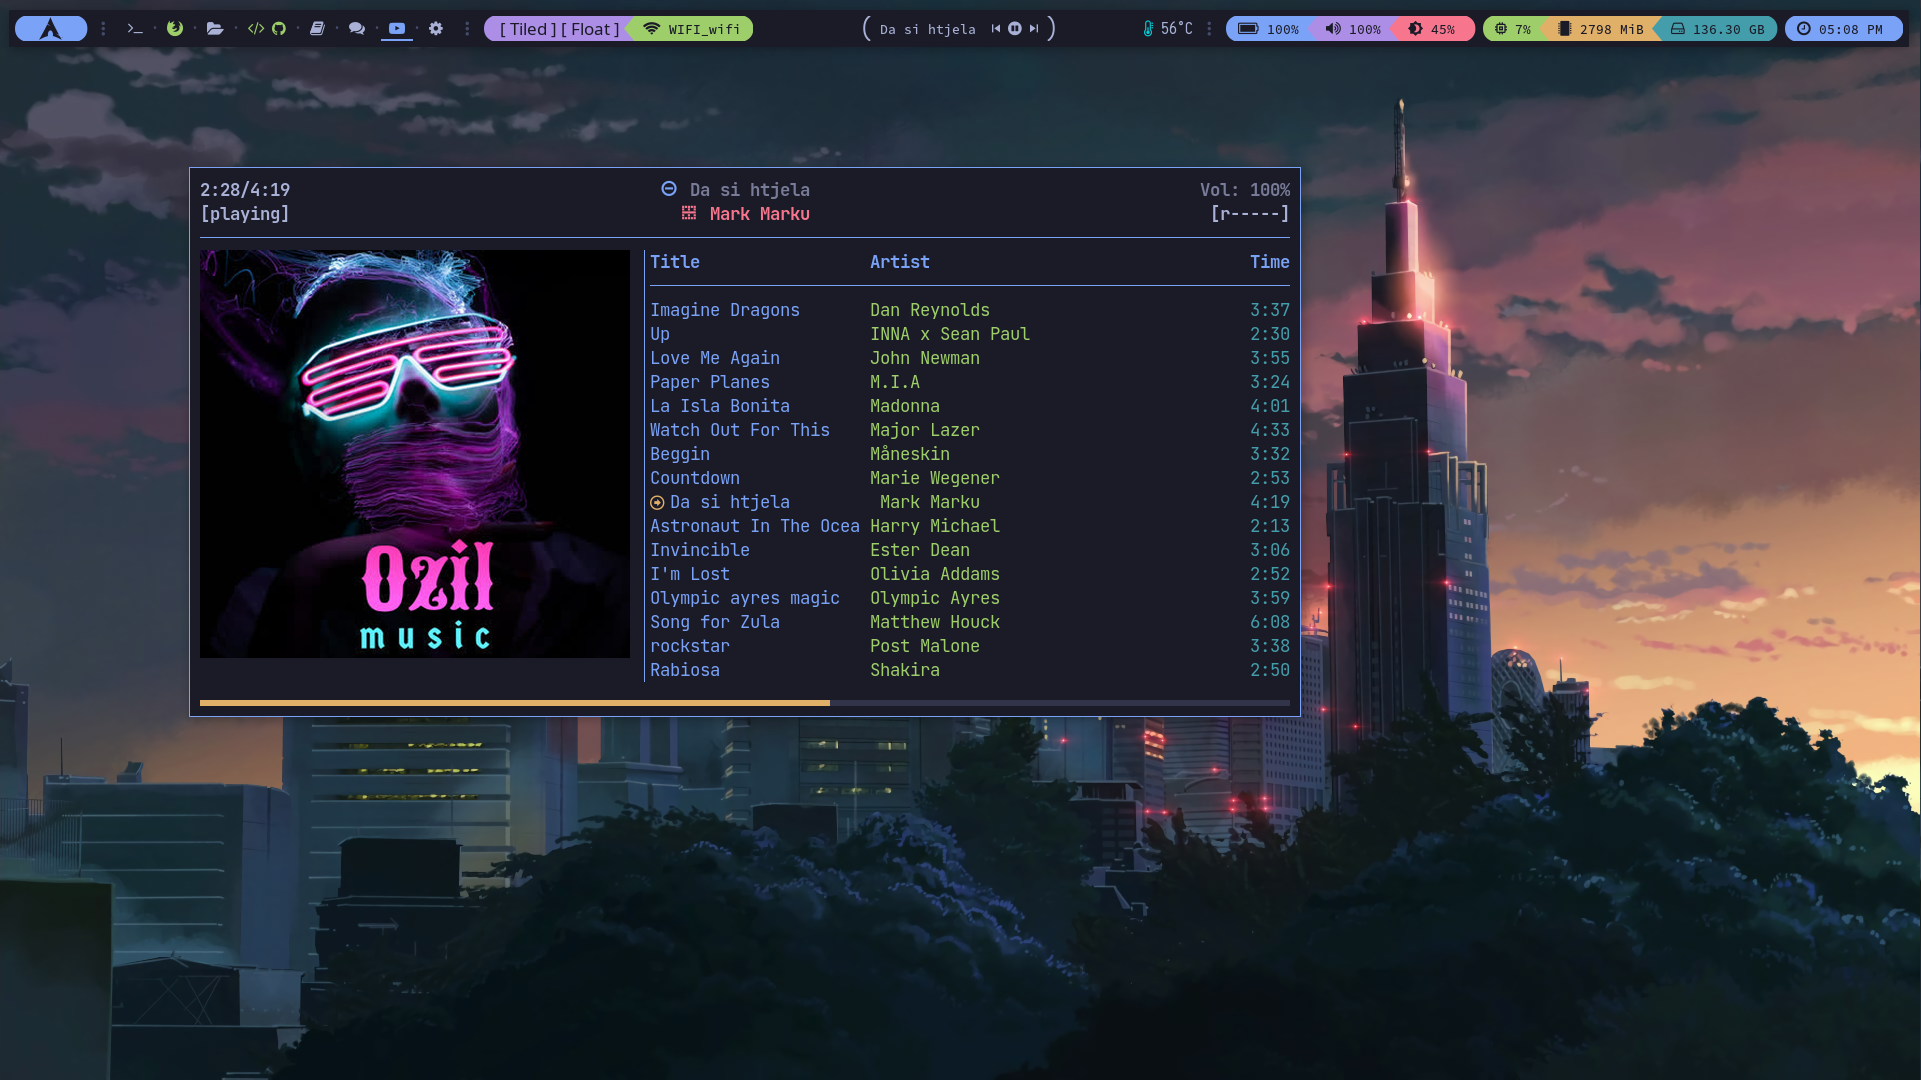 [ Tiled ] [ Float ] WIFI_wifi Da si htjela 56°C 100% 100% 45% 7% 2798 MiB 136.30 GB 05:08 PM
2:28/4:19 Da si htjela Vol: 100%
[playing] Mark Marku [r-----]
Title Artist Time
Imagine Dragons Dan Reynolds 3:37
Up INNA x Sean Paul 2:30
Love Me Again John Newman 3:55
Paper Planes M.I.A 3:24
La Isla Bonita Madonna 4:01
Watch Out For This Major Lazer 4:33
Beggin Måneskin 3:32
Countdown Marie Wegener 2:53
Da si htjela Mark Marku 4:19
Astronaut In The Ocea Harry Michael 2:13
Invincible Ester Dean 3:06
I'm Lost Olivia Addams 2:52
Olympic ayres magic Olympic Ayres 3:59
Song for Zula Matthew Houck 6:08
rockstar Post Malone 3:38
Rabiosa Shakira 2:50
Ozil
music